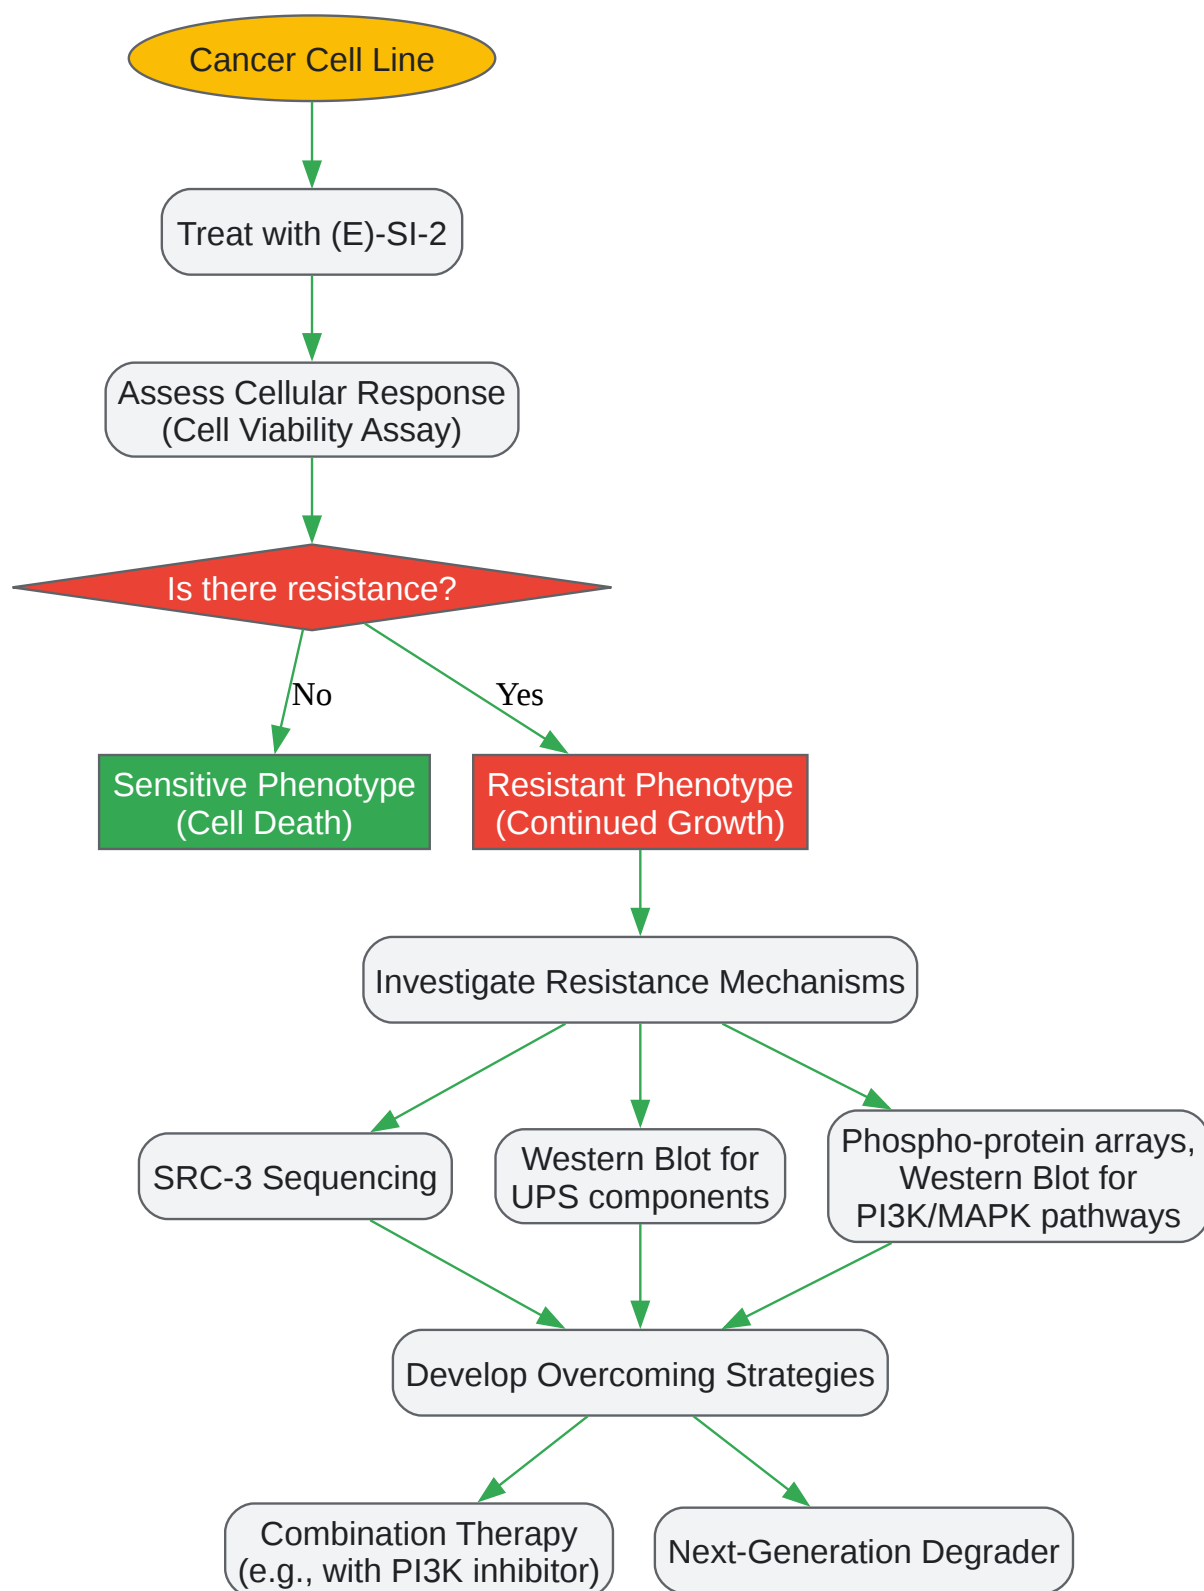 Cancer Cell Line
Treat with (E)-SI-2
Assess Cellular Response
(Cell Viability Assay)
Is there resistance?
No
Yes
Sensitive Phenotype
(Cell Death)
Resistant Phenotype
(Continued Growth)
Investigate Resistance Mechanisms
SRC-3 Sequencing
Western Blot for
UPS components
Phospho-protein arrays,
Western Blot for
PI3K/MAPK pathways
Develop Overcoming Strategies
Combination Therapy
(e.g., with PI3K inhibitor)
Next-Generation Degrader